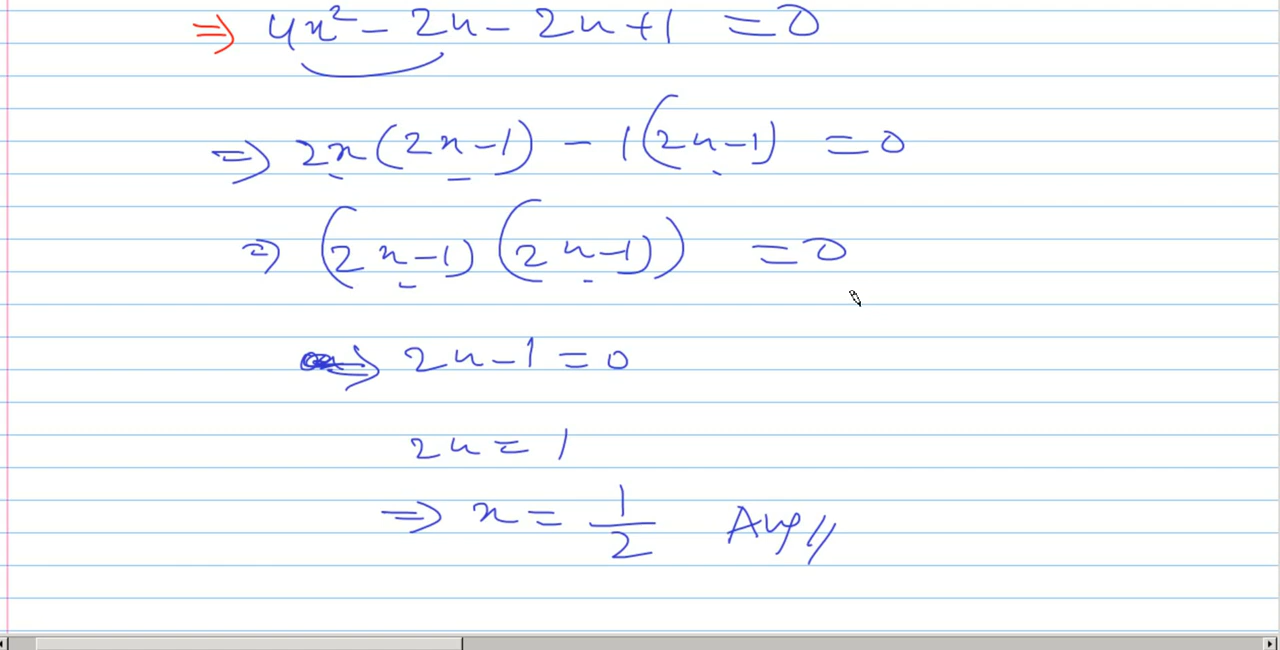 ⇒ 4x² - 2x - 2x + 1 = 0
⇒ 2x(2x-1) - 1(2x-1) = 0
⇒ (2x-1)(2x-1) = 0
⇒ 2x-1 = 0
2x = 1
⇒ x = 1/2 Ans//